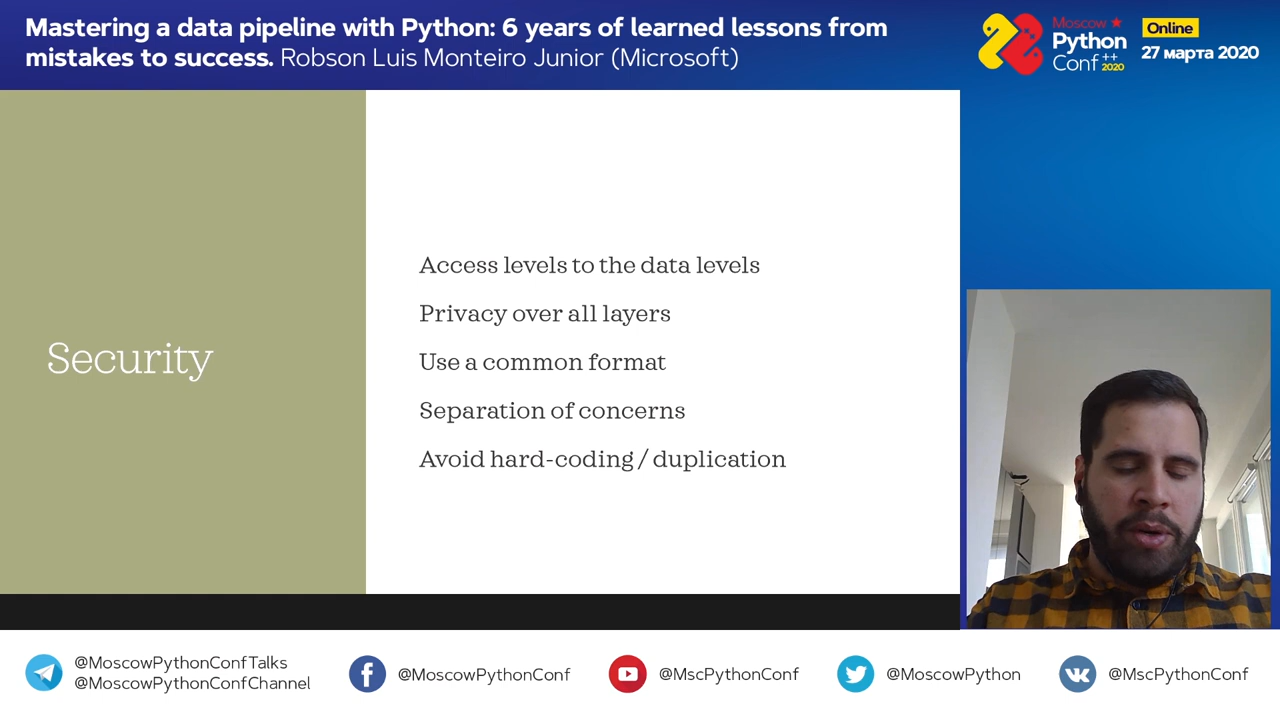 Mastering a data pipeline with Python: 6 years of learned lessons from
mistakes to success. Robson Luis Monteiro Junior (Microsoft)
Moscow
Python
Conf ++
2020
Online
27 марта 2020
Security
Access levels to the data levels
Privacy over all layers
Use a common format
Separation of concerns
Avoid hard-coding / duplication
@MoscowPythonConfTalks
@MoscowPythonConfChannel
@MoscowPythonConf
@MscPythonConf
@MoscowPython
@MscPythonConf